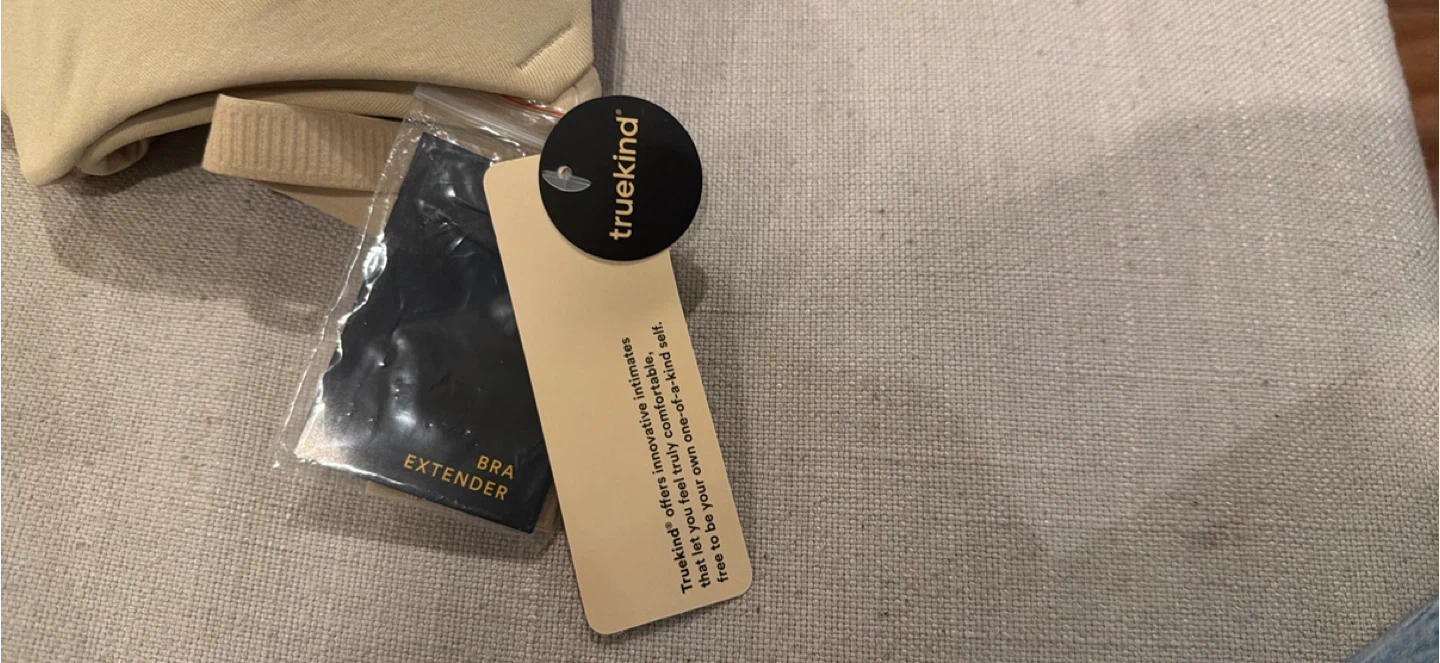 truekind®
Truekind® offers innovative intimates
that let you feel truly comfortable,
free to be your own one-of-a-kind self.
BRA
EXTENDER